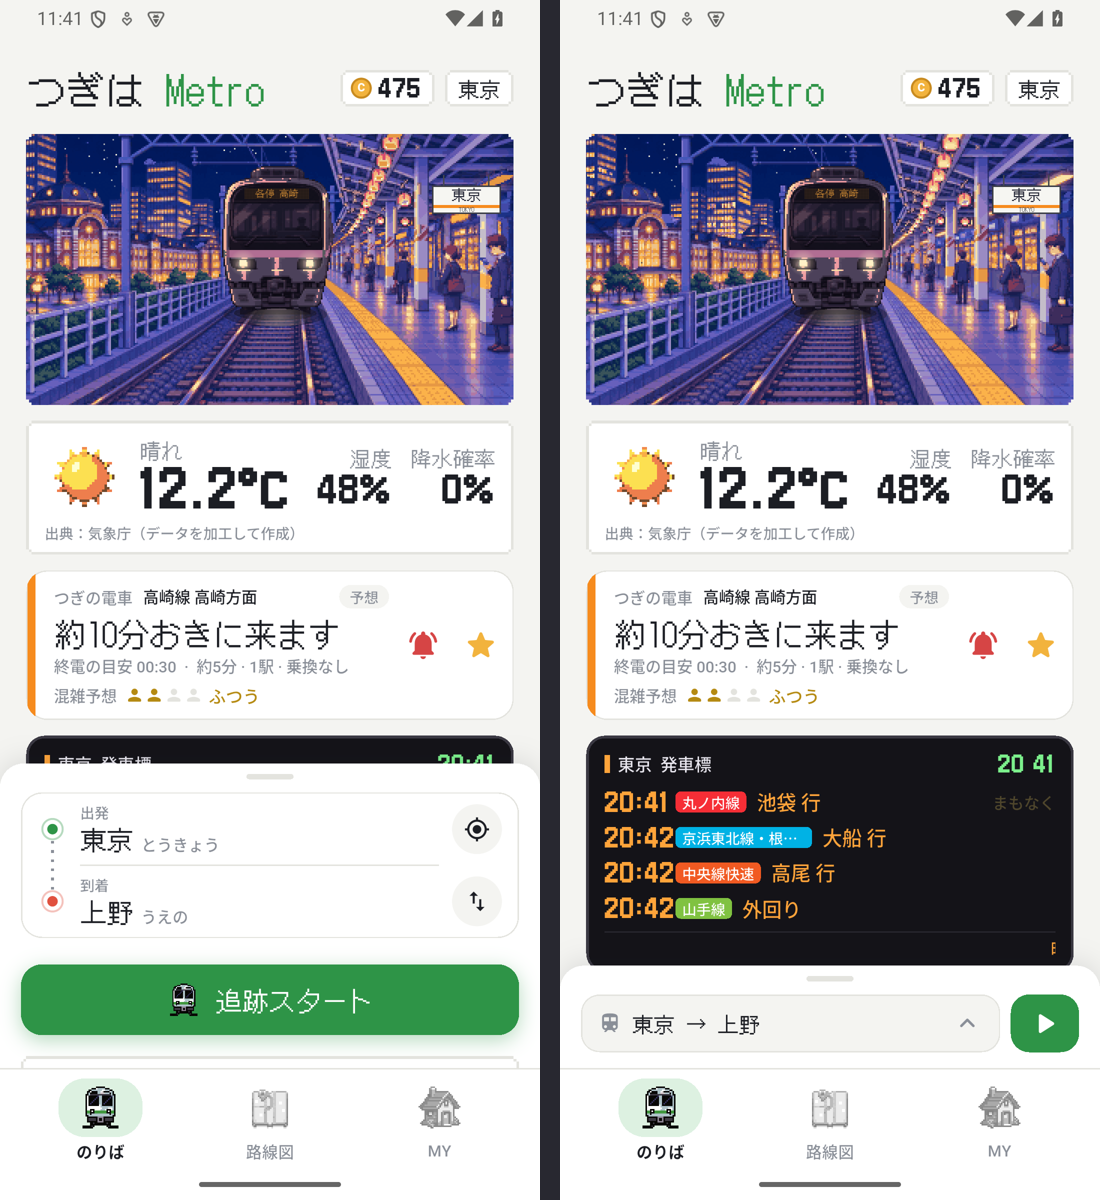 11:41
つぎは Metro
C 475
東京
各停 高崎
東京
晴れ
12.2°C
湿度
48%
降水確率
0%
出典：気象庁（データを加工して作成）
つぎの電車 高崎線 高崎方面 予想
約10分おきに来ます
終電の目安 00:30 · 約5分 · 1駅 · 乗換なし
混雑予想 ふつう
東京 発車標 20:41
出発
東京 とうきょう
到着
上野 うえの
追跡スタート
のりば
路線図
MY
11:41
つぎは Metro
C 475
東京
各停 高崎
東京
晴れ
12.2°C
湿度
48%
降水確率
0%
出典：気象庁（データを加工して作成）
つぎの電車 高崎線 高崎方面 予想
約10分おきに来ます
終電の目安 00:30 · 約5分 · 1駅 · 乗換なし
混雑予想 ふつう
東京 発車標 20 41
20:41 丸ノ内線 池袋 行 まもなく
20:42 京浜東北線・根… 大船 行
20:42 中央線快速 高尾 行
20:42 山手線 外回り
東京 → 上野
のりば
路線図
MY